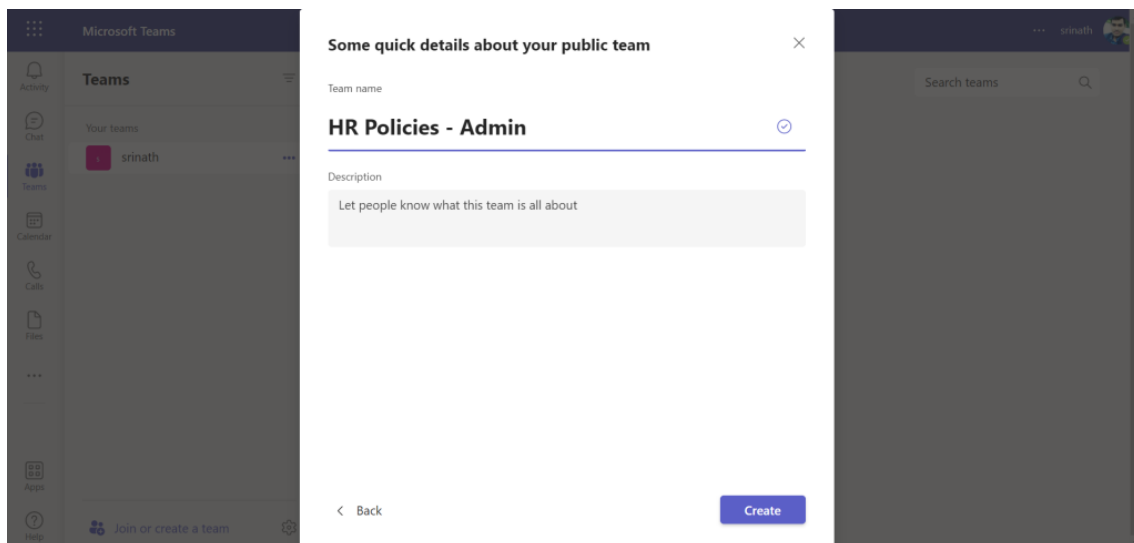 Microsoft Teams
srinath
Activity
Chat
Teams
Calendar
Calls
Files
Apps
Help
Teams
Your teams
srinath
Join or create a team
Search teams
Some quick details about your public team
Team name
HR Policies - Admin
Description
Let people know what this team is all about
Back
Create